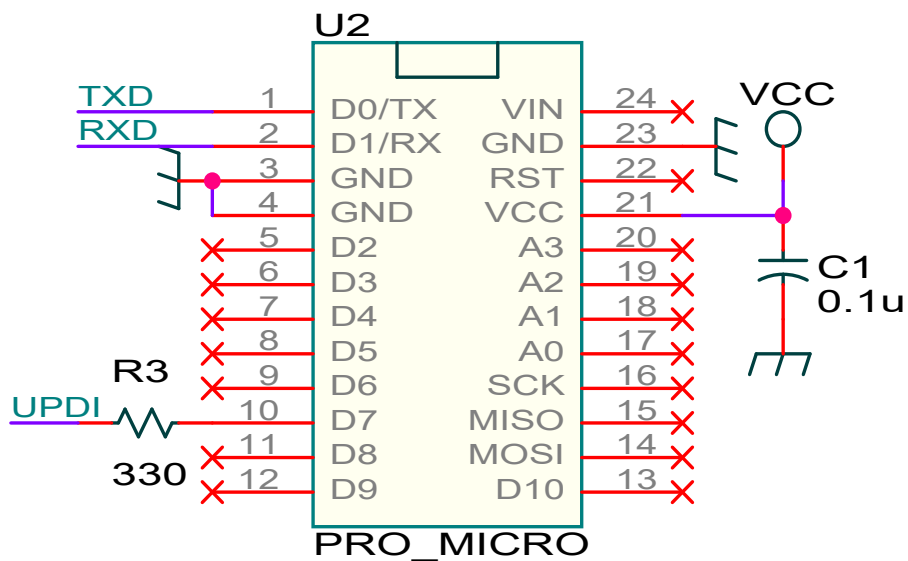 U2
VCC
TXD 1 D0/TX VIN 24
RXD 2 D1/RX GND 23
3 GND RST 22
4 GND VCC 21
5 D2 A3 20
6 D3 A2 19
7 D4 A1 18
8 D5 A0 17
9 D6 SCK 16
UPDI 10 D7 MISO 15
11 D8 MOSI 14
12 D9 D10 13
R3
330
C1
0.1u
PRO_MICRO